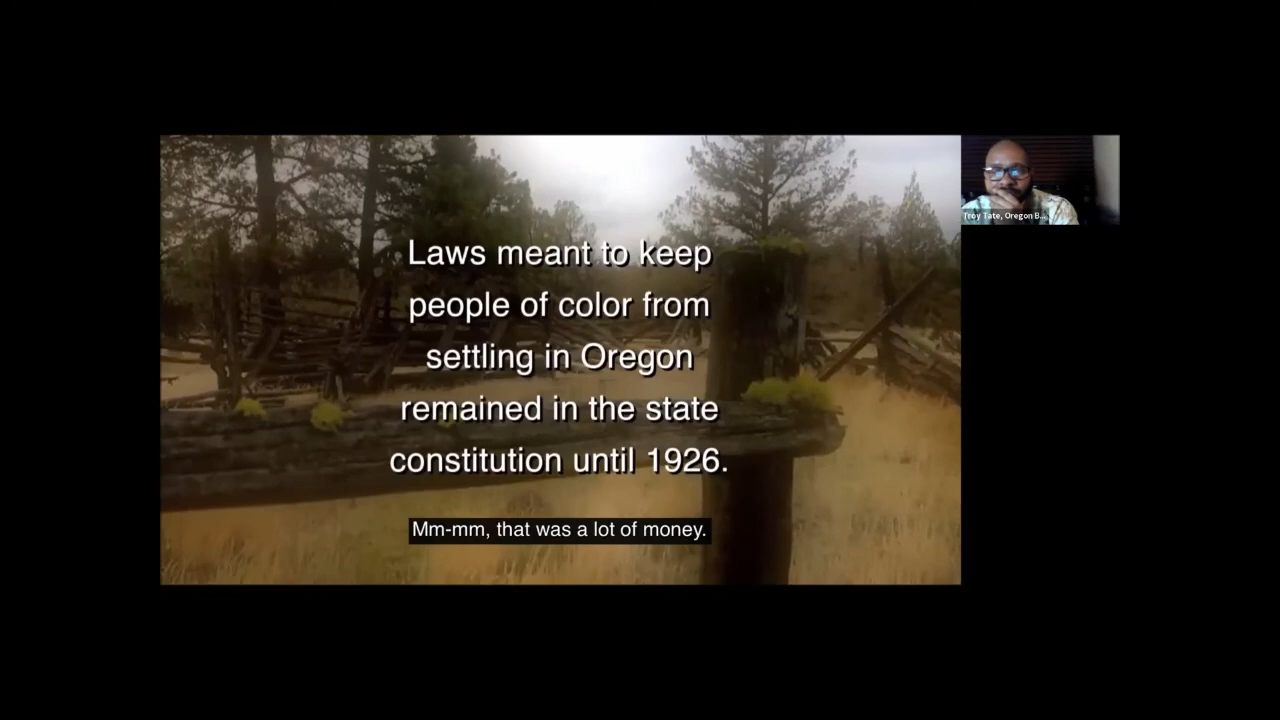 Laws meant to keep
people of color from
settling in Oregon
remained in the state
constitution until 1926.
Mm-mm, that was a lot of money.
Troy Tate, Oregon B...